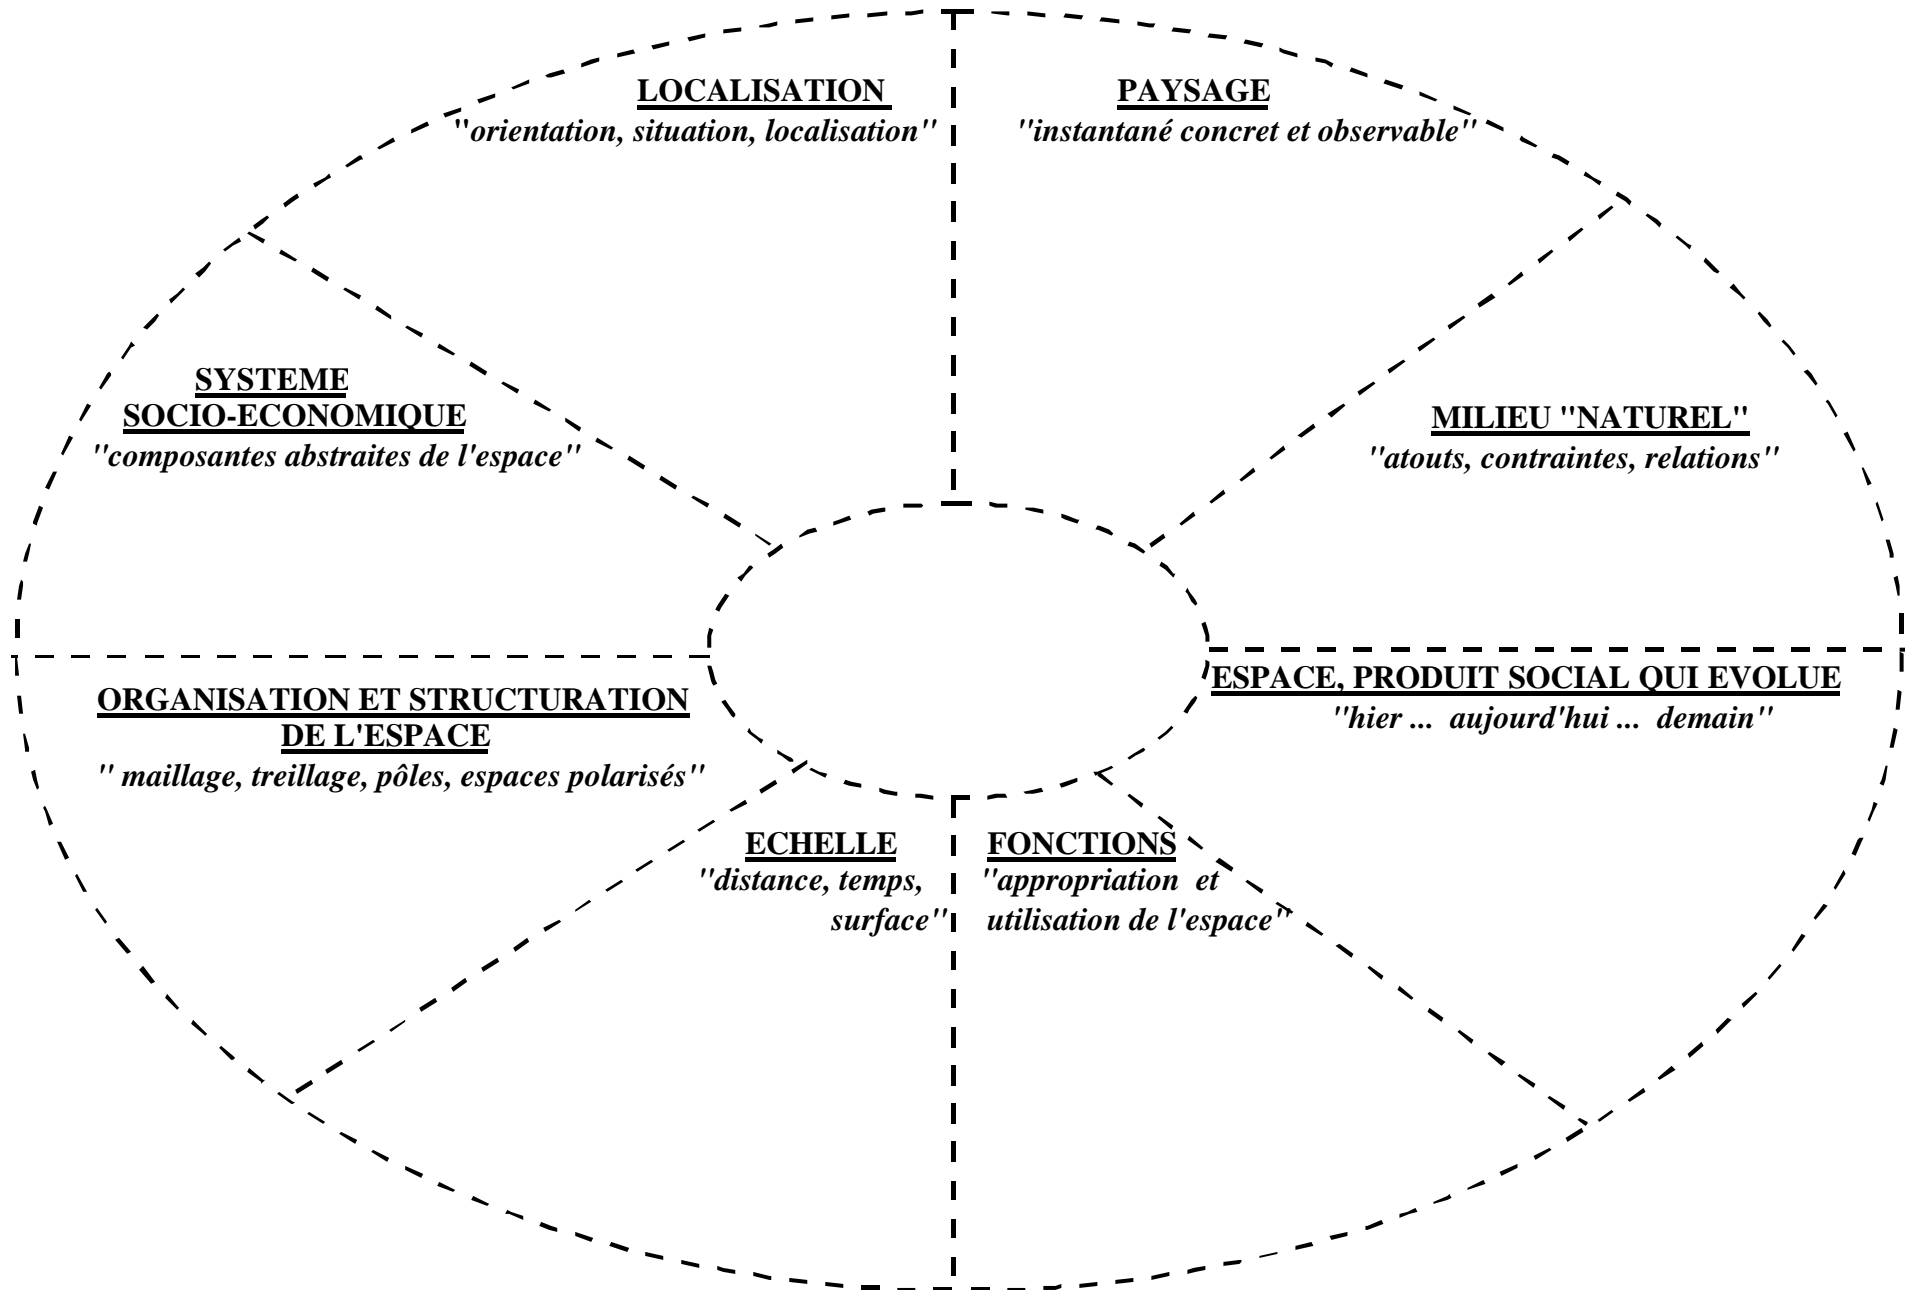 LOCALISATION
"orientation, situation, localisation"
PAYSAGE
"instantané concret et observable"
SYSTEME
SOCIO-ECONOMIQUE
"composantes abstraites de l'espace"
MILIEU "NATUREL"
"atouts, contraintes, relations"
ORGANISATION ET STRUCTURATION
DE L'ESPACE
" maillage, treillage, pôles, espaces polarisés"
ESPACE, PRODUIT SOCIAL QUI EVOLUE
"hier ... aujourd'hui ... demain"
ECHELLE
"distance, temps,
surface"
FONCTIONS
"appropriation et
utilisation de l'espace"